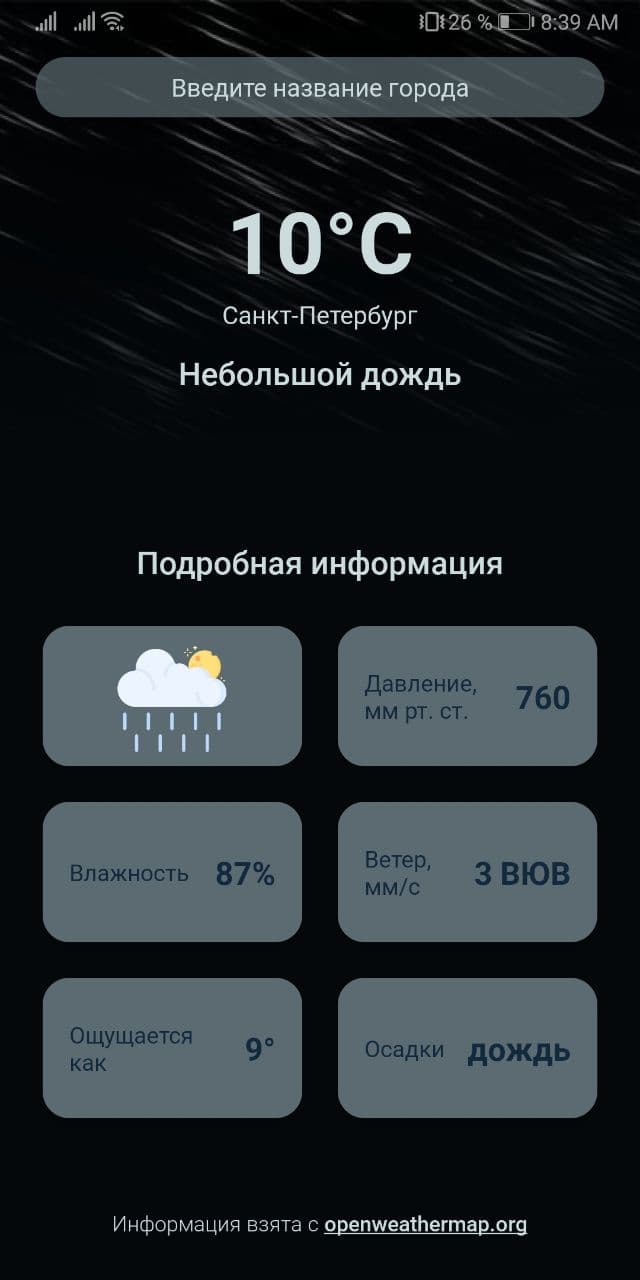 26 % 8:39 AM
Введите название города
10°C
Санкт-Петербург
Небольшой дождь
Подробная информация
Давление,
мм рт. ст.
760
Влажность 87%
Ветер,
мм/с
3 ВЮВ
Ощущается
как
9°
Осадки дождь
Информация взята с openweathermap.org